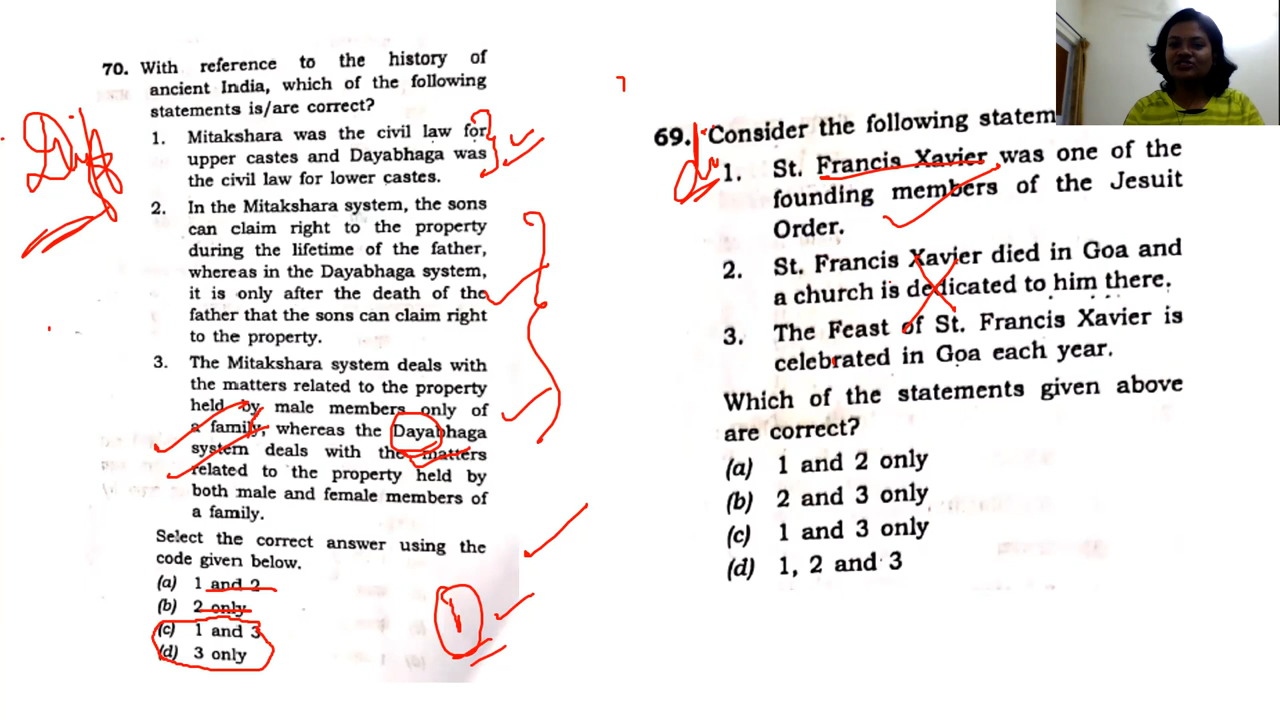 70. With reference to the history of
ancient India, which of the following
statements is/are correct?
1. Mitakshara was the civil law for
upper castes and Dayabhaga was
the civil law for lower castes.
2. In the Mitakshara system, the sons
can claim right to the property
during the lifetime of the father,
whereas in the Dayabhaga system,
it is only after the death of the
father that the sons can claim right
to the property.
3. The Mitakshara system deals with
the matters related to the property
held by male members only of
a family, whereas the Dayabhaga
system deals with the matters
related to the property held by
both male and female members of
a family.
Select the correct answer using the
code given below.
(a) 1 and 2
(b) 2 only
(c) 1 and 3
(d) 3 only
Diff
1
69. Consider the following statem
1. St. Francis Xavier was one of the
founding members of the Jesuit
Order.
2. St. Francis Xavier died in Goa and
a church is dedicated to him there.
3. The Feast of St. Francis Xavier is
celebrated in Goa each year.
Which of the statements given above
are correct?
(a) 1 and 2 only
(b) 2 and 3 only
(c) 1 and 3 only
(d) 1, 2 and 3